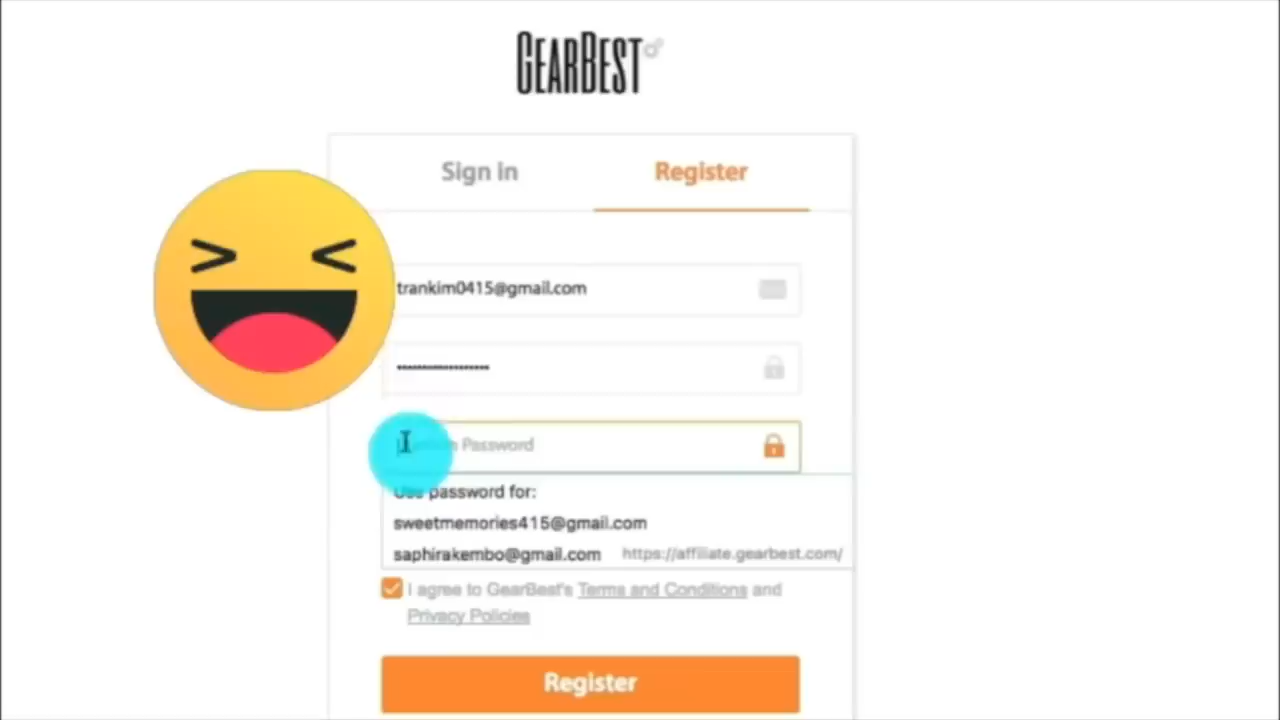 GEARBEST
Sign in
Register
trankim0415@gmail.com
Password
Use password for:
sweetmemories415@gmail.com
saphirakembo@gmail.com https://affiliate.gearbest.com/
I agree to GearBest's Terms and Conditions and
Privacy Policies
Register